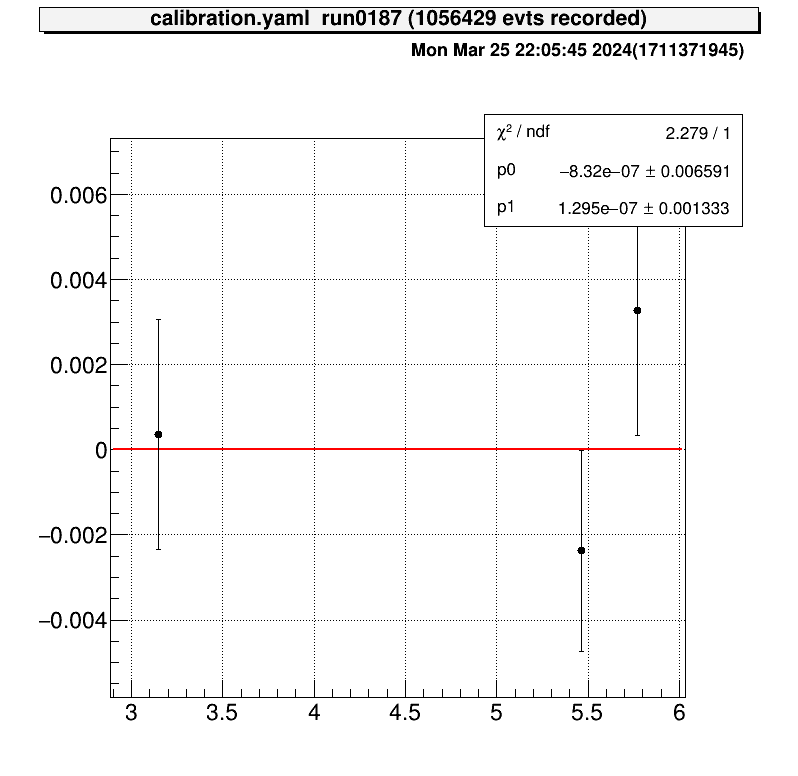 calibration.yaml  run0187 (1056429 evts recorded)
Mon Mar 25 22:05:45 2024(1711371945)
χ² / ndf 2.279 / 1
p0 −8.32e−07 ± 0.006591
p1 1.295e−07 ± 0.001333
0.006
0.004
0.002
0
−0.002
−0.004
3 3.5 4 4.5 5 5.5 6